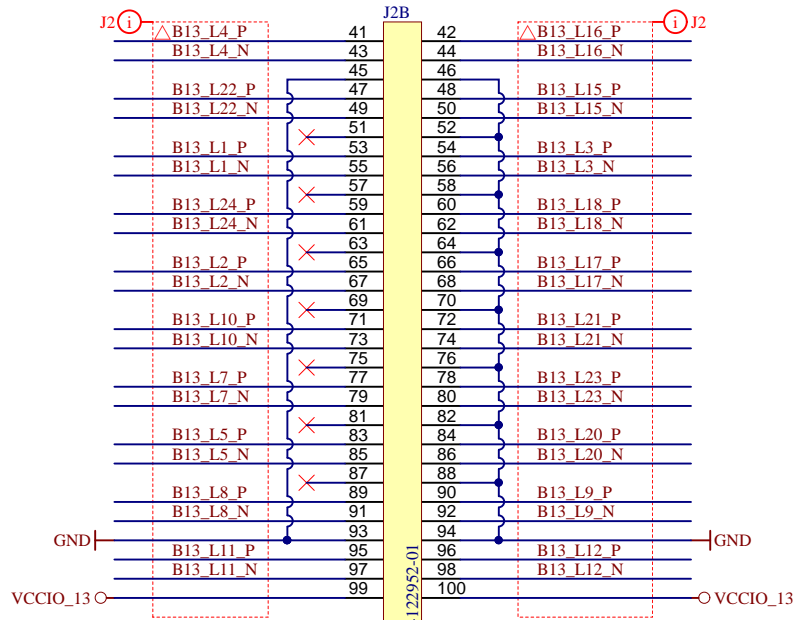 J2B
J2 i B13_L4_P 41 42 B13_L16_P i J2
B13_L4_N 43 44 B13_L16_N
45 46
B13_L22_P 47 48 B13_L15_P
B13_L22_N 49 50 B13_L15_N
51 52
B13_L1_P 53 54 B13_L3_P
B13_L1_N 55 56 B13_L3_N
57 58
B13_L24_P 59 60 B13_L18_P
B13_L24_N 61 62 B13_L18_N
63 64
B13_L2_P 65 66 B13_L17_P
B13_L2_N 67 68 B13_L17_N
69 70
B13_L10_P 71 72 B13_L21_P
B13_L10_N 73 74 B13_L21_N
75 76
B13_L7_P 77 78 B13_L23_P
B13_L7_N 79 80 B13_L23_N
81 82
B13_L5_P 83 84 B13_L20_P
B13_L5_N 85 86 B13_L20_N
87 88
B13_L8_P 89 90 B13_L9_P
B13_L8_N 91 92 B13_L9_N
GND 93 94 GND
B13_L11_P 95 96 B13_L12_P
B13_L11_N 97 98 B13_L12_N
VCCIO_13 99 100 VCCIO_13
-122952-01